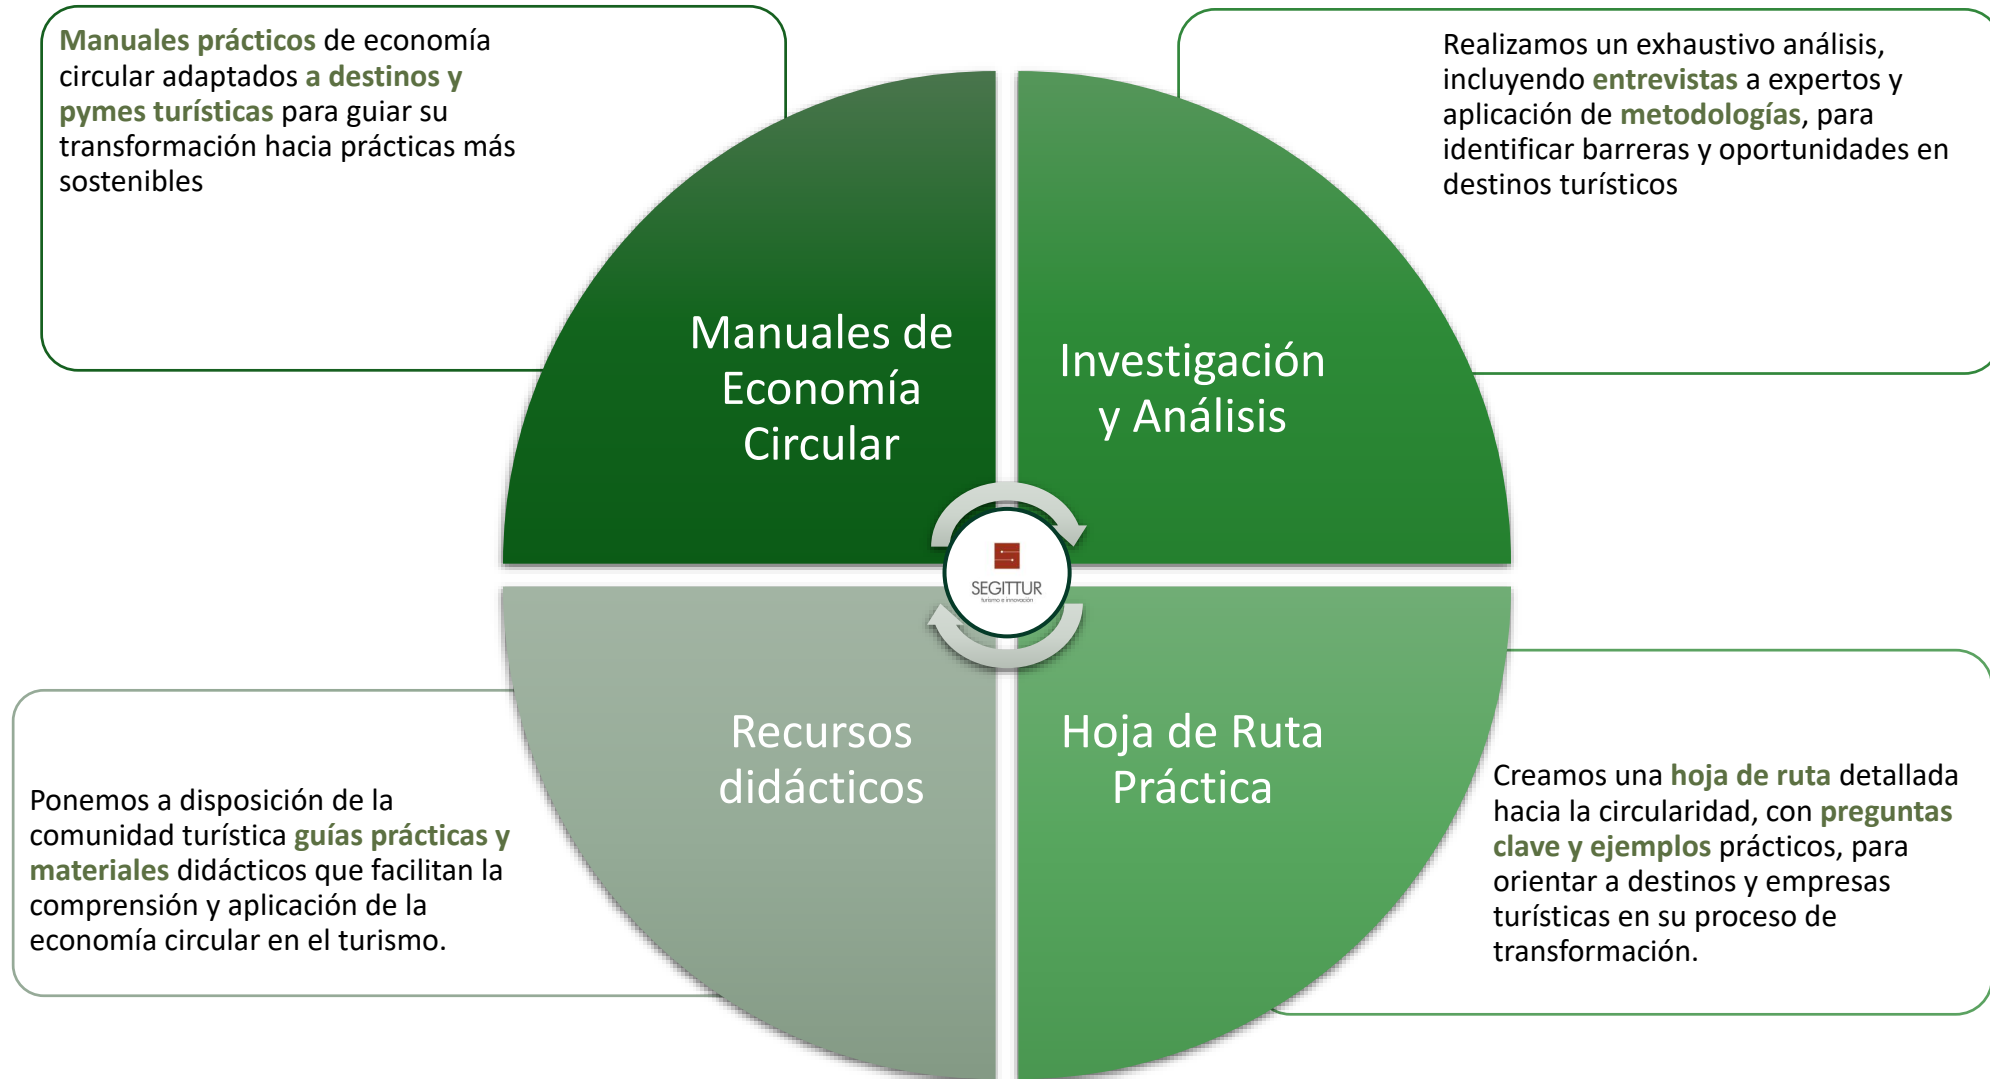 Manuales prácticos de economía
circular adaptados a destinos y
pymes turísticas para guiar su
transformación hacia prácticas más
sostenibles
Realizamos un exhaustivo análisis,
incluyendo entrevistas a expertos y
aplicación de metodologías, para
identificar barreras y oportunidades en
destinos turísticos
Manuales de
Economía
Circular
Investigación
y Análisis
SEGITTUR
turismo e innovación
Recursos
didácticos
Hoja de Ruta
Práctica
Ponemos a disposición de la
comunidad turística guías prácticas y
materiales didácticos que facilitan la
comprensión y aplicación de la
economía circular en el turismo.
Creamos una hoja de ruta detallada
hacia la circularidad, con preguntas
clave y ejemplos prácticos, para
orientar a destinos y empresas
turísticas en su proceso de
transformación.